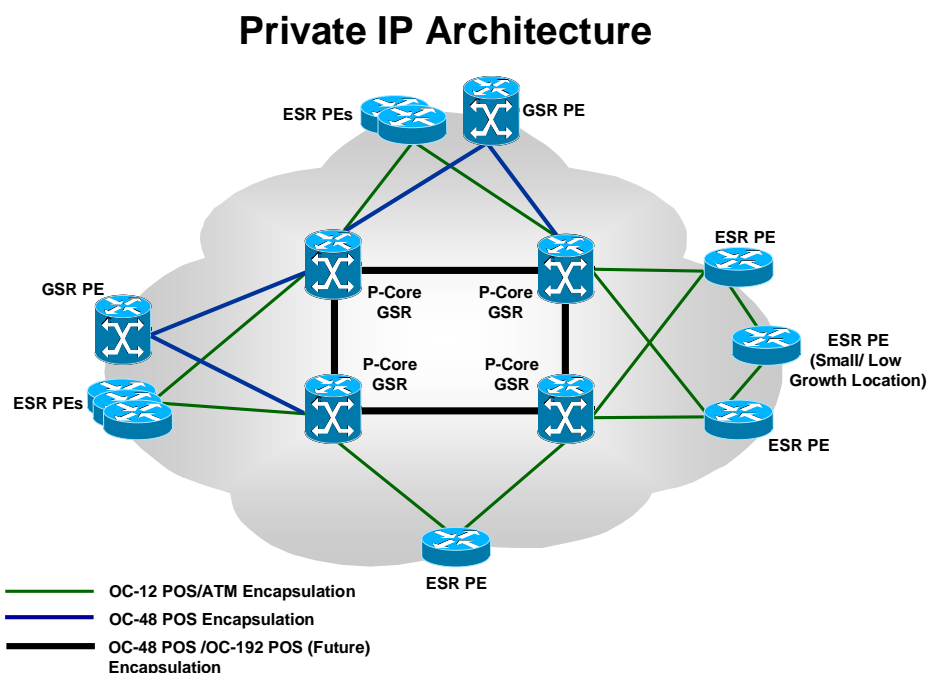 Private IP Architecture
ESR PEs
GSR PE
ESR PE
GSR PE
P-Core
GSR
P-Core
GSR
ESR PE
(Small/ Low
Growth Location)
P-Core
GSR
P-Core
GSR
ESR PEs
ESR PE
ESR PE
OC-12 POS/ATM Encapsulation
OC-48 POS Encapsulation
OC-48 POS /OC-192 POS (Future)
Encapsulation